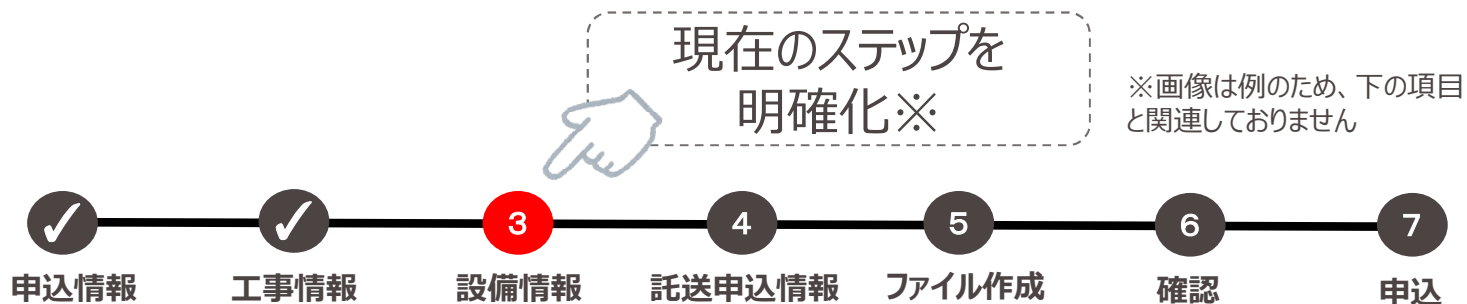 現在のステップを
明確化※
※画像は例のため、下の項目
と関連しておりません
✓ ✓ 3 4 5 6 7
申込情報 工事情報 設備情報 託送申込情報 ファイル作成 確認 申込